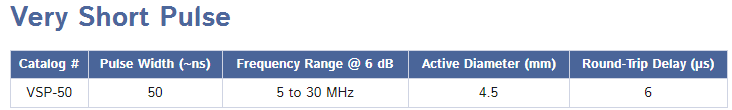 Very Short Pulse
Catalog # Pulse Width (~ns) Frequency Range @ 6 dB Active Diameter (mm) Round-Trip Delay (µs)
VSP-50 50 5 to 30 MHz 4.5 6